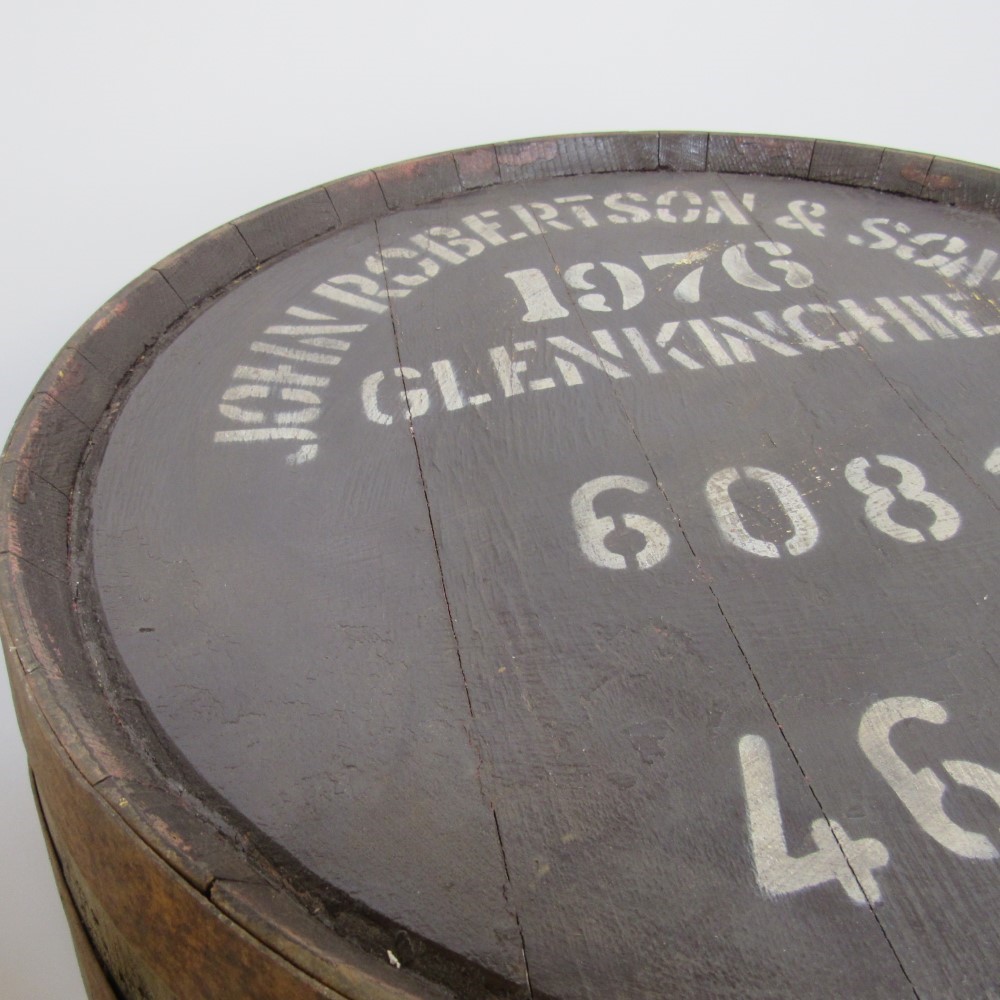 JOHN ROBERTSON & SON
1976
GLENKINCHIE
608
46